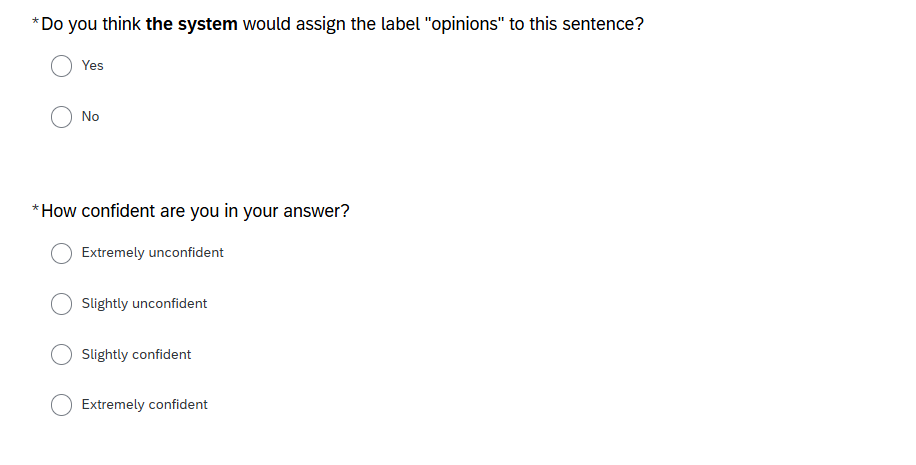 *Do you think the system would assign the label "opinions" to this sentence?
Yes
No
*How confident are you in your answer?
Extremely unconfident
Slightly unconfident
Slightly confident
Extremely confident